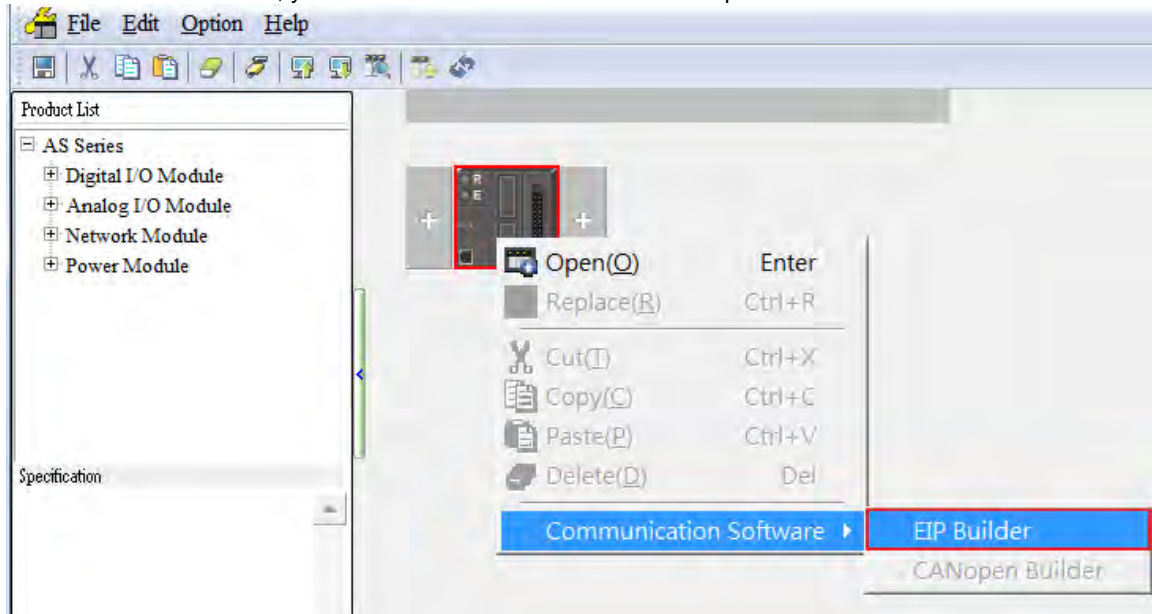 File Edit Option Help
Product List
AS Series
Digital I/O Module
Analog I/O Module
Network Module
Power Module
R
E
Open(O) Enter
Replace(R) Ctrl+R
Cut(T) Ctrl+X
Copy(C) Ctrl+C
Paste(P) Ctrl+V
Delete(D) Del
Specification
Communication Software EIP Builder
CANopen Builder